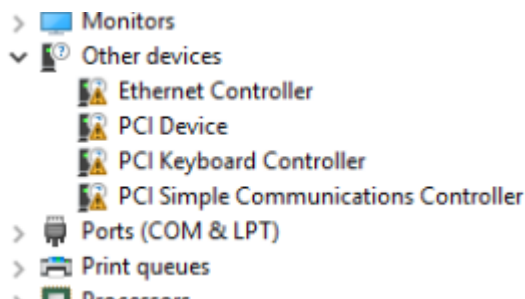 Monitors
Other devices
Ethernet Controller
PCI Device
PCI Keyboard Controller
PCI Simple Communications Controller
Ports (COM & LPT)
Print queues
Processors